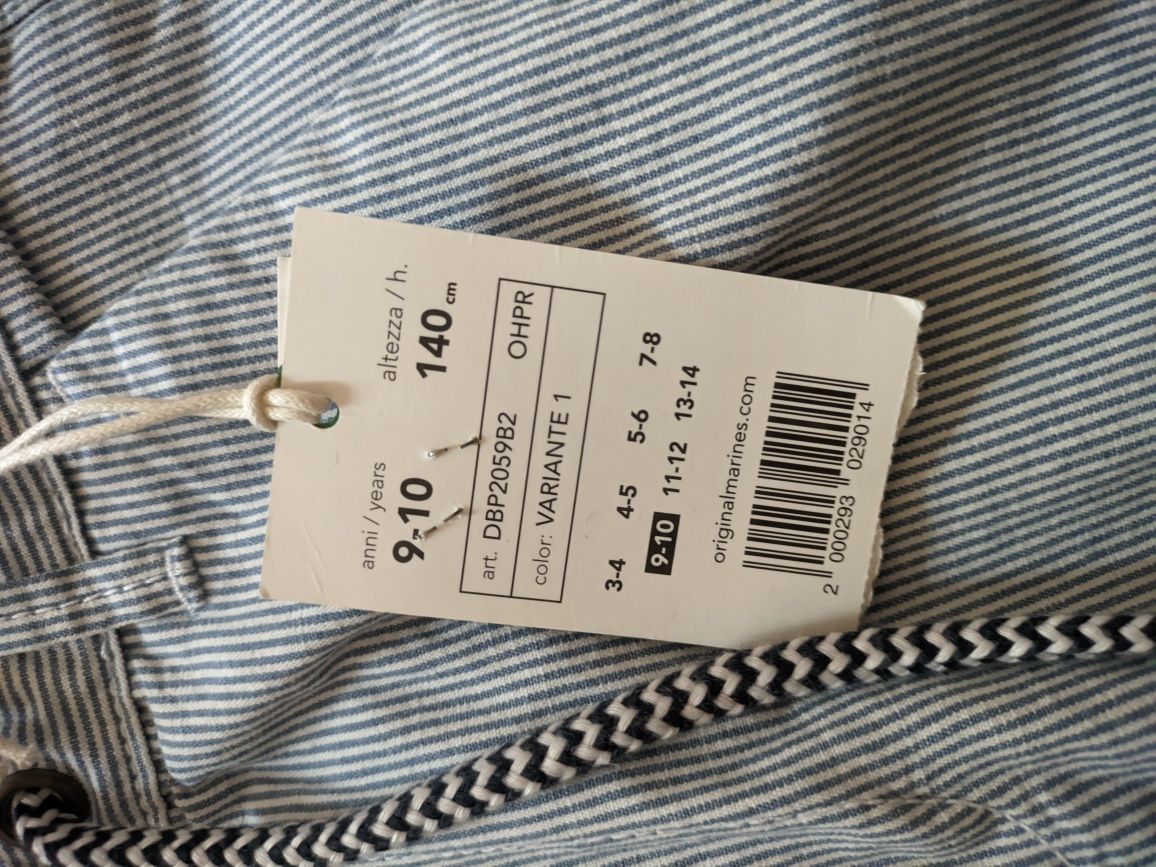 anni / years altezza / h.
9-10 140 cm
art. DBP2059B2 OHPR
color: VARIANTE 1
3-4 4-5 5-6 7-8
9-10 11-12 13-14
originalmarines.com
2 000293 029014